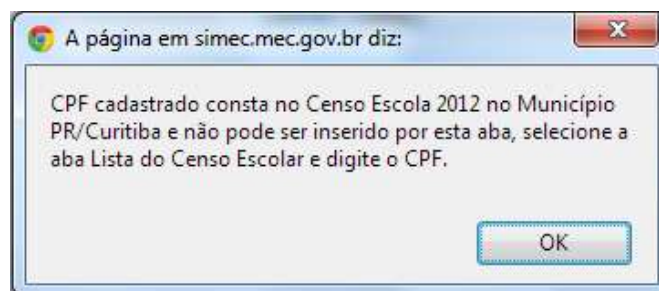 A página em simec.mec.gov.br diz:
CPF cadastrado consta no Censo Escola 2012 no Município
PR/Curitiba e não pode ser inserido por esta aba, selecione a
aba Lista do Censo Escolar e digite o CPF.
OK